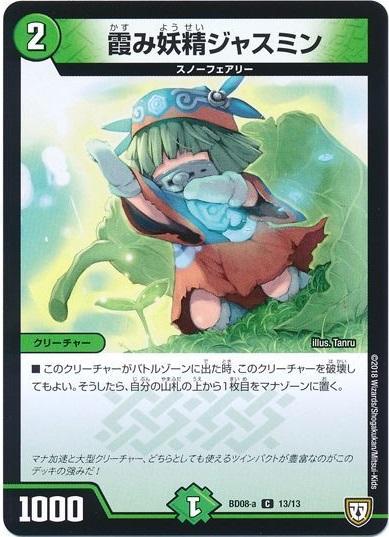 2
かす ようせい
霞み妖精ジャスミン
スノーフェアリー
illus. Tanru
クリーチャー
■ このクリーチャーがバトルゾーンに出た時、このクリーチャーを破壊
してもよい。そうしたら、自分の山札の上から1枚目をマナゾーンに置く。
マナ加速と大型クリーチャー、どちらとしても使えるツインパクトが豊富なのがこの
デッキの強みだ!
©2018 Wizards/Shogakukan/Mitsui-Kids
1000
1
BD08-a C 13/13